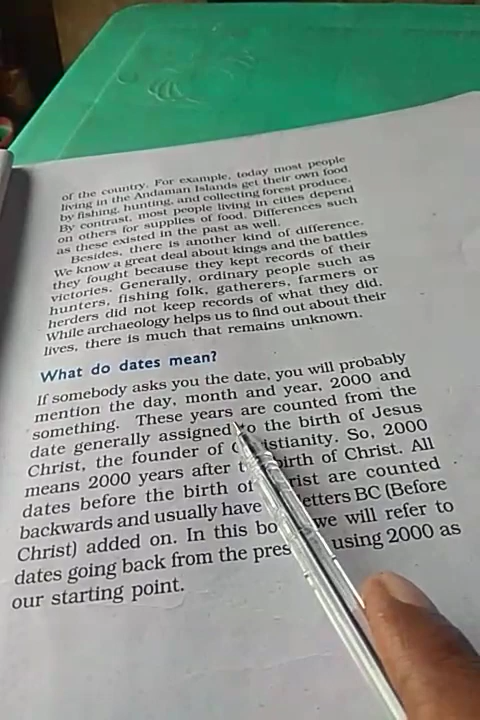 of the country. For example, today most people
living in the Andaman Islands get their own food
by fishing, hunting, and collecting forest produce.
By contrast, most people living in cities depend
on others for supplies of food. Differences such
as these existed in the past as well.
Besides, there is another kind of difference.
We know a great deal about kings and the battles
they fought because they kept records of their
victories. Generally, ordinary people such as
hunters, fishing folk, gatherers, farmers or
herders did not keep records of what they did.
While archaeology helps us to find out about their
lives, there is much that remains unknown.
What do dates mean?
If somebody asks you the date, you will probably
mention the day, month and year, 2000 and
something. These years are counted from the
date generally assigned to the birth of Jesus
Christ, the founder of Christianity. So, 2000
means 2000 years after birth of Christ. All
dates before the birth of Christ are counted
backwards and usually have letters BC (Before
Christ) added on. In this we will refer to
dates going back from the using 2000 as
our starting point.